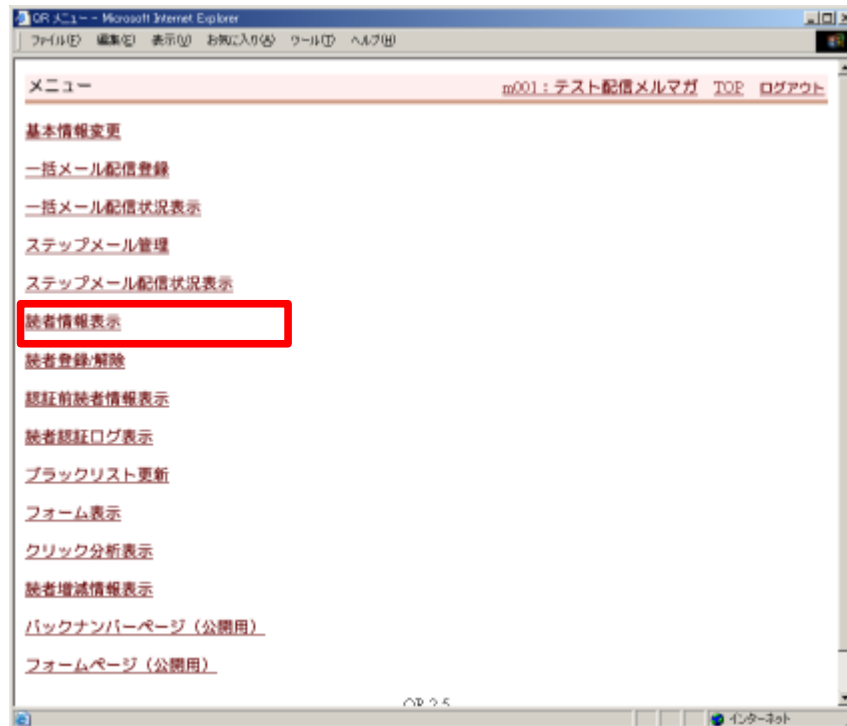 QR メニュー - Microsoft Internet Explorer
ファイル(F) 編集(E) 表示(V) お気に入り(A) ツール(T) ヘルプ(H)
メニュー m001：テスト配信メルマガ TOP ログアウト
基本情報変更
一括メール配信登録
一括メール配信状況表示
ステップメール管理
ステップメール配信状況表示
読者情報表示
読者登録/解除
認証前読者情報表示
読者認証ログ表示
ブラックリスト更新
フォーム表示
クリック分析表示
読者増減情報表示
バックナンバーページ（公開用）
フォームページ（公開用）
インターネット